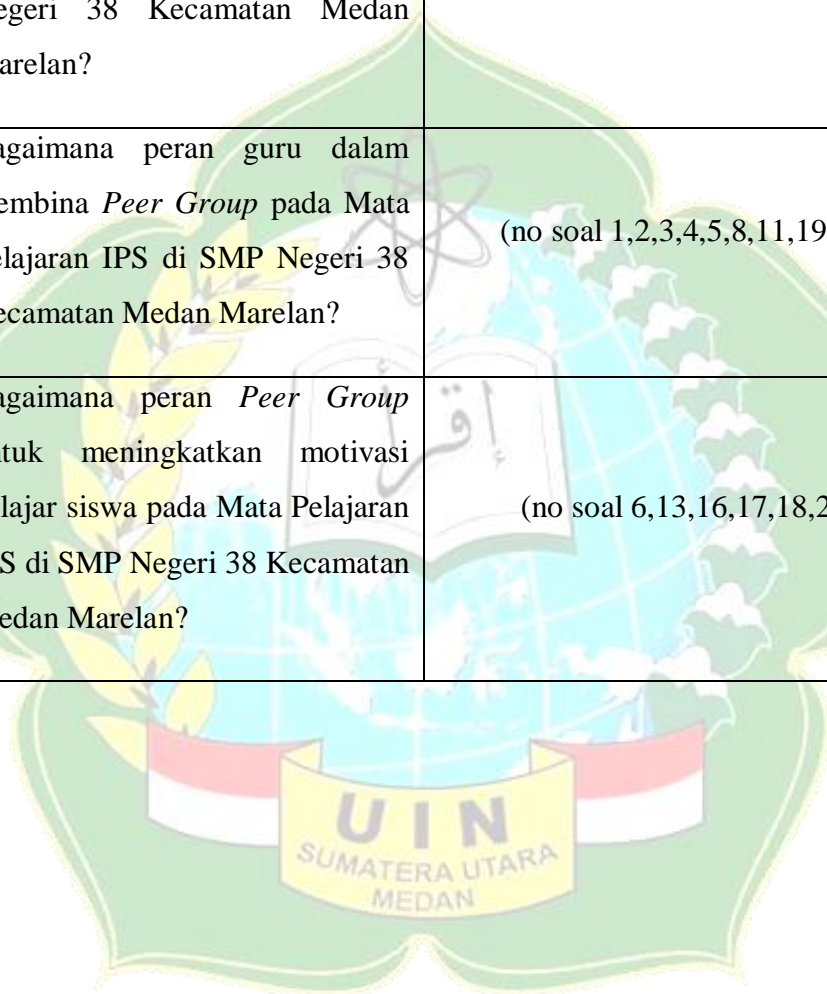 egeri 38 Kecamatan Medan
arelan?
agaimana peran guru dalam
embina Peer Group pada Mata
elajaran IPS di SMP Negeri 38
ecamatan Medan Marelan?
(no soal 1,2,3,4,5,8,11,19
agaimana peran Peer Group
tuk meningkatkan motivasi
lajar siswa pada Mata Pelajaran
S di SMP Negeri 38 Kecamatan
edan Marelan?
(no soal 6,13,16,17,18,2
إقرأ
UIN
SUMATERA UTARA
MEDAN